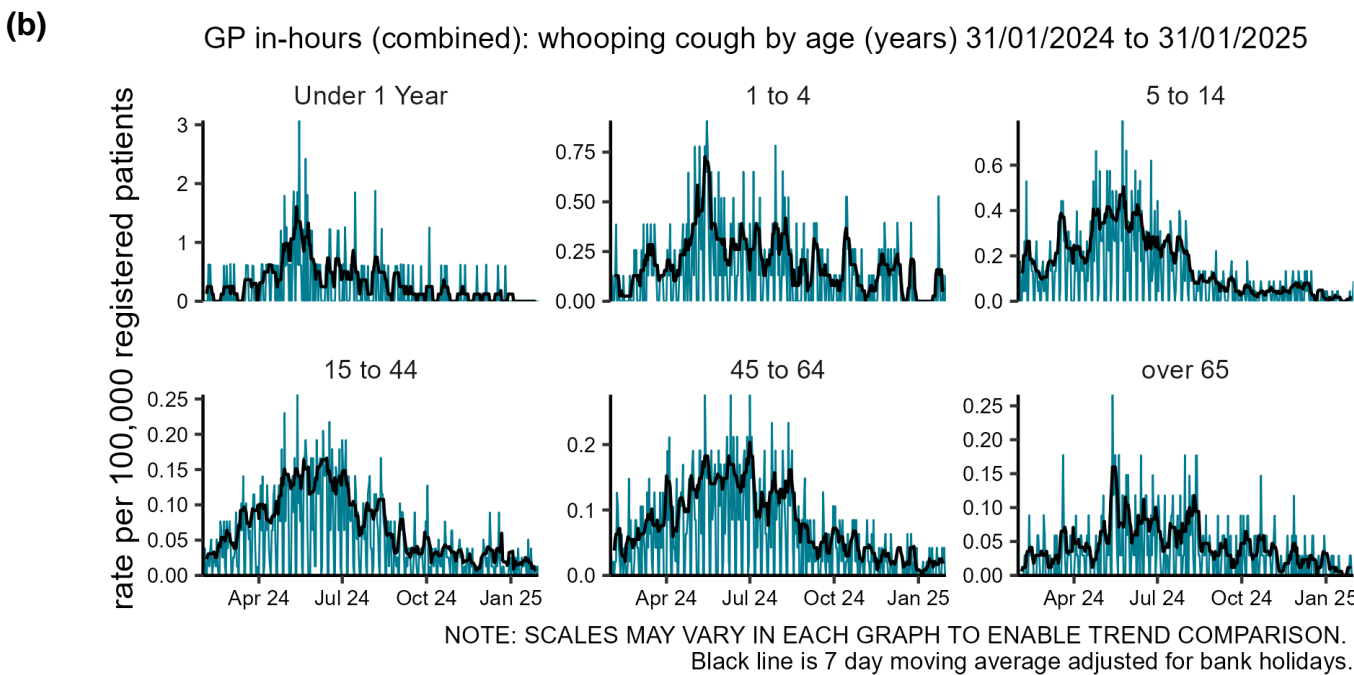 (b)
GP in-hours (combined): whooping cough by age (years) 31/01/2024 to 31/01/2025
rate per 100,000 registered patients
Under 1 Year
3
2
1
0
1 to 4
0.75
0.50
0.25
0.00
5 to 14
0.6
0.4
0.2
0.0
15 to 44
0.25
0.20
0.15
0.10
0.05
0.00
Apr 24 Jul 24 Oct 24 Jan 25
45 to 64
0.2
0.1
0.0
Apr 24 Jul 24 Oct 24 Jan 25
over 65
0.25
0.20
0.15
0.10
0.05
0.00
Apr 24 Jul 24 Oct 24 Jan 25
NOTE: SCALES MAY VARY IN EACH GRAPH TO ENABLE TREND COMPARISON.
Black line is 7 day moving average adjusted for bank holidays.